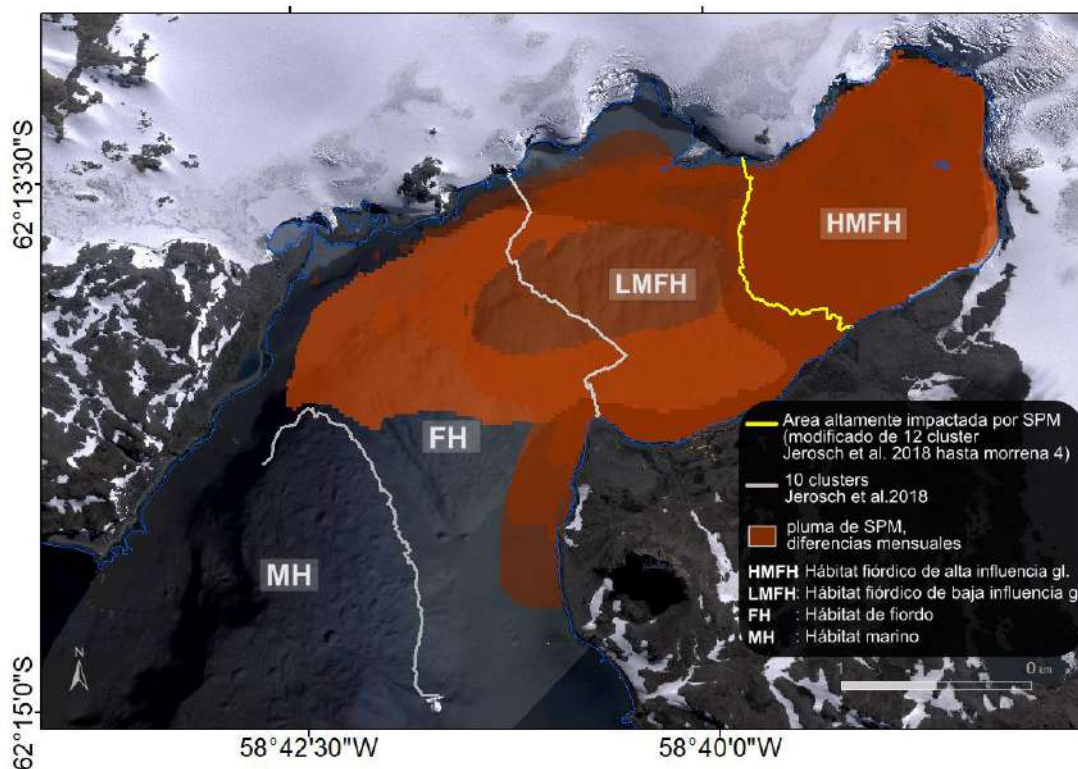 62°13'30"S
62°15'0"S
58°42'30"W
58°40'0"W
HMFH
LMFH
FH
MH
Area altamente impactada por SPM
(modificado de 12 cluster
Jerosch et al. 2018 hasta morrena 4)
10 clusters
Jerosch et al.2018
pluma de SPM,
diferencias mensuales
HMFH: Hábitat fiórdico de alta influencia gl.
LMFH: Hábitat fiórdico de baja influencia g
FH : Hábitat de fiordo
MH : Hábitat marino
N
1 0 km